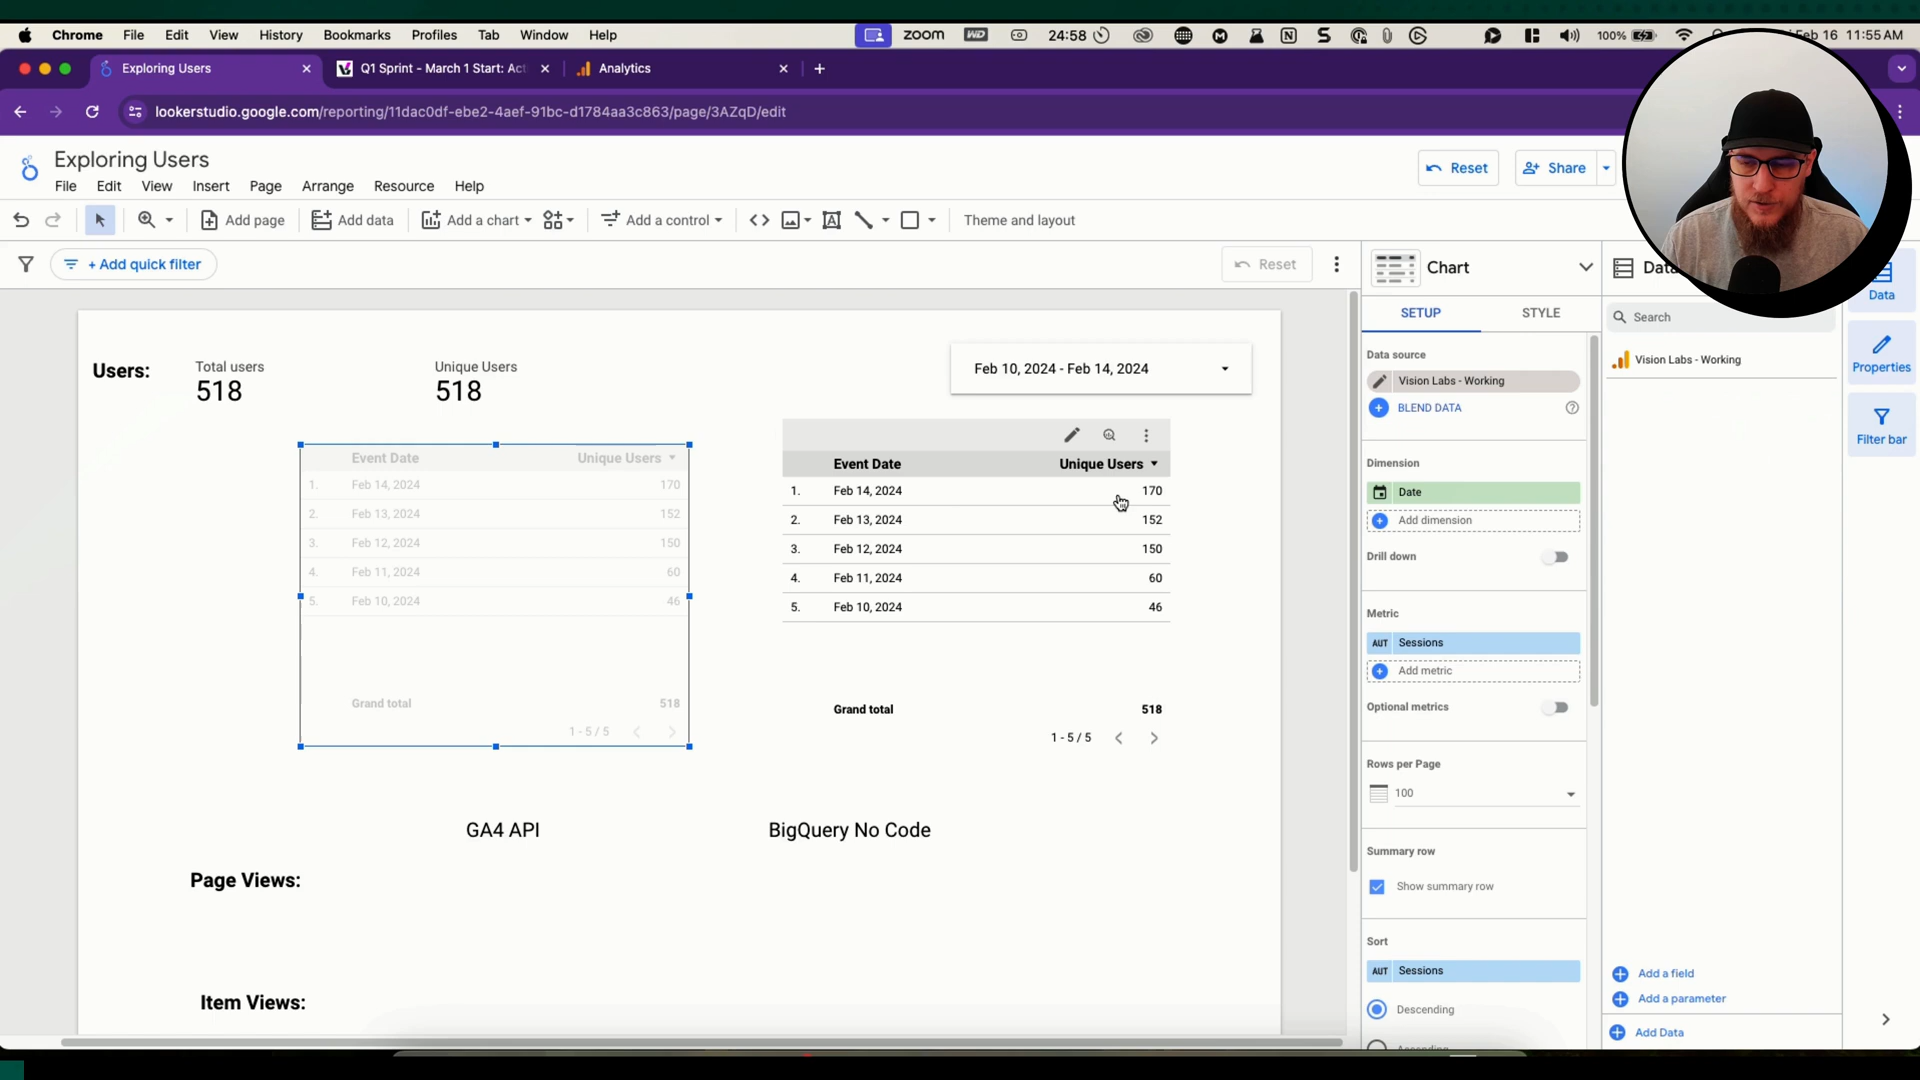 Chrome File Edit View History Bookmarks Profiles Tab Window Help zoom WD 24:58 100% Feb 16 11:55 AM
Exploring Users Q1 Sprint - March 1 Start: Act Analytics
lookerstudio.google.com/reporting/11dac0df-ebe2-4aef-91bc-d1784aa3c863/page/3AZqD/edit
Exploring Users
File Edit View Insert Page Arrange Resource Help
Reset Share
Add page Add data Add a chart Add a control Theme and layout
+ Add quick filter Reset
Users:
Total users
518
Unique Users
518
Feb 10, 2024 - Feb 14, 2024
Event Date Unique Users
1. Feb 14, 2024 170
2. Feb 13, 2024 152
3. Feb 12, 2024 150
4. Feb 11, 2024 60
5. Feb 10, 2024 46
Grand total 518
1 - 5 / 5
Event Date Unique Users
1. Feb 14, 2024 170
2. Feb 13, 2024 152
3. Feb 12, 2024 150
4. Feb 11, 2024 60
5. Feb 10, 2024 46
Grand total 518
1 - 5 / 5
GA4 API
BigQuery No Code
Page Views:
Item Views:
Chart
SETUP STYLE
Data source
Vision Labs - Working
BLEND DATA
Dimension
Date
Add dimension
Drill down
Metric
AUT Sessions
Add metric
Optional metrics
Rows per Page
100
Summary row
Show summary row
Sort
AUT Sessions
Descending
Ascending
Search
Vision Labs - Working
Add a field
Add a parameter
Add Data
Data
Properties
Filter bar